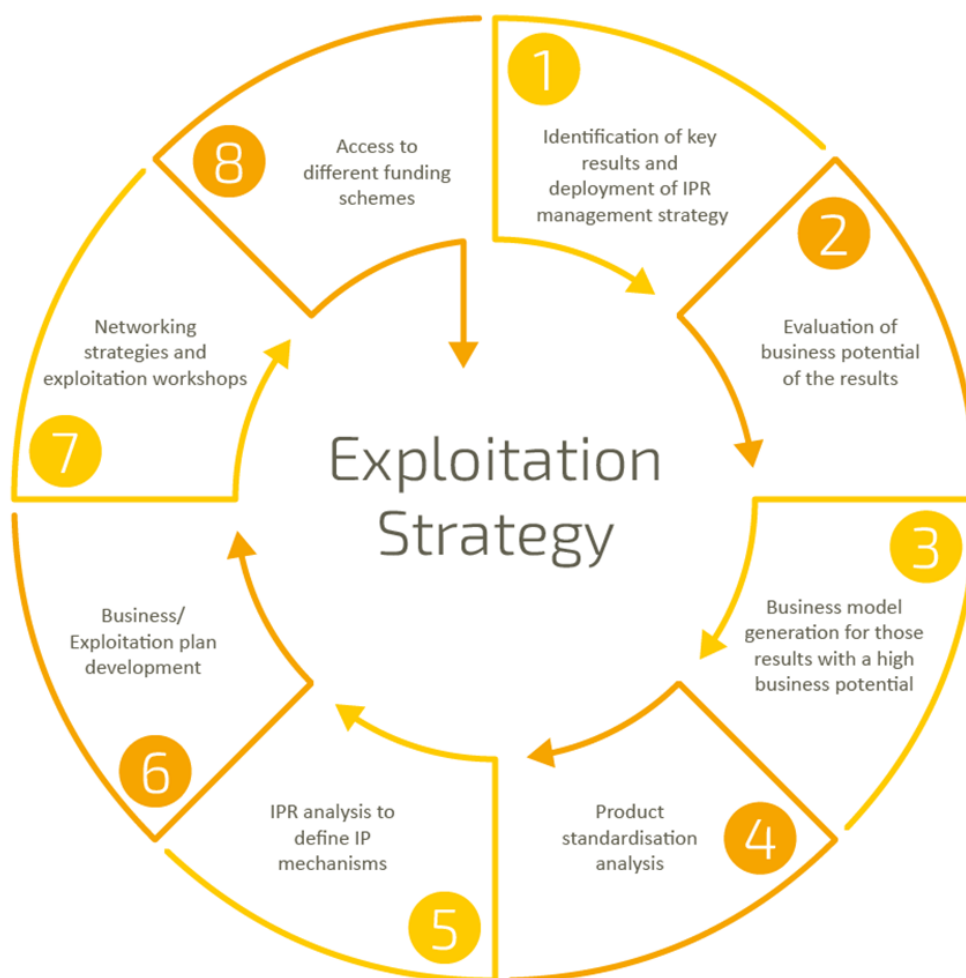 Exploitation
Strategy
1
Identification of key
results and
deployment of IPR
management strategy
2
Evaluation of
business potential
of the results
3
Business model
generation for those
results with a high
business potential
4
Product
standardisation
analysis
5
IPR analysis to
define IP
mechanisms
6
Business/
Exploitation plan
development
7
Networking
strategies and
exploitation workshops
8
Access to
different funding
schemes